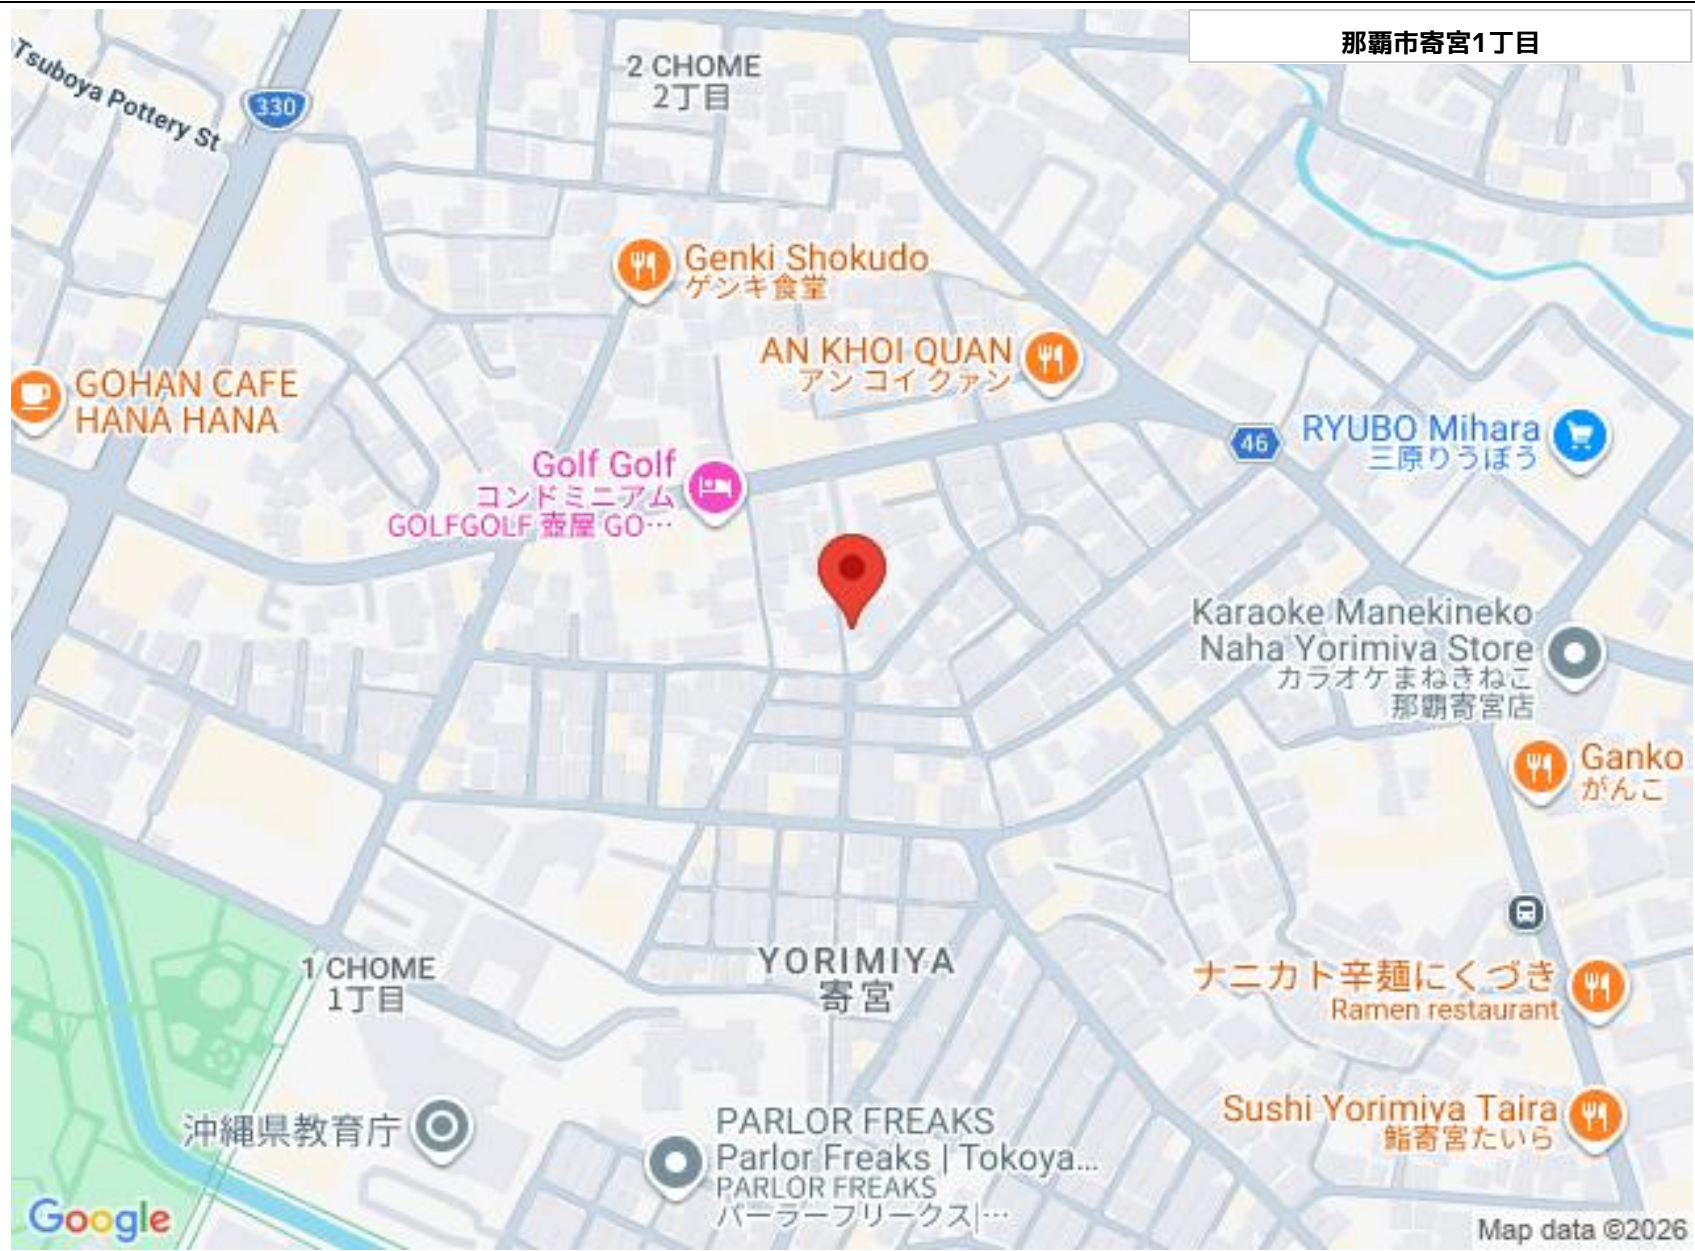 那覇市寄宮1丁目
Tsuboya Pottery St
330
2 CHOME
2丁目
Genki Shokudo
ゲンキ食堂
AN KHOI QUAN
アン コイ クァン
GOHAN CAFE
HANA HANA
46
RYUBO Mihara
三原りうぼう
Golf Golf
コンドミニアム
GOLFGOLF 壺屋 GO…
Karaoke Manekineko
Naha Yorimiya Store
カラオケまねきねこ
那覇寄宮店
Ganko
がんこ
YORIMIYA
寄宮
1 CHOME
1丁目
ナニカト辛麺にくづき
Ramen restaurant
沖縄県教育庁
PARLOR FREAKS
Parlor Freaks | Tokoya...
PARLOR FREAKS
パーラーフリークス|…
Sushi Yorimiya Taira
鮨寄宮たいら
Google
Map data ©2026